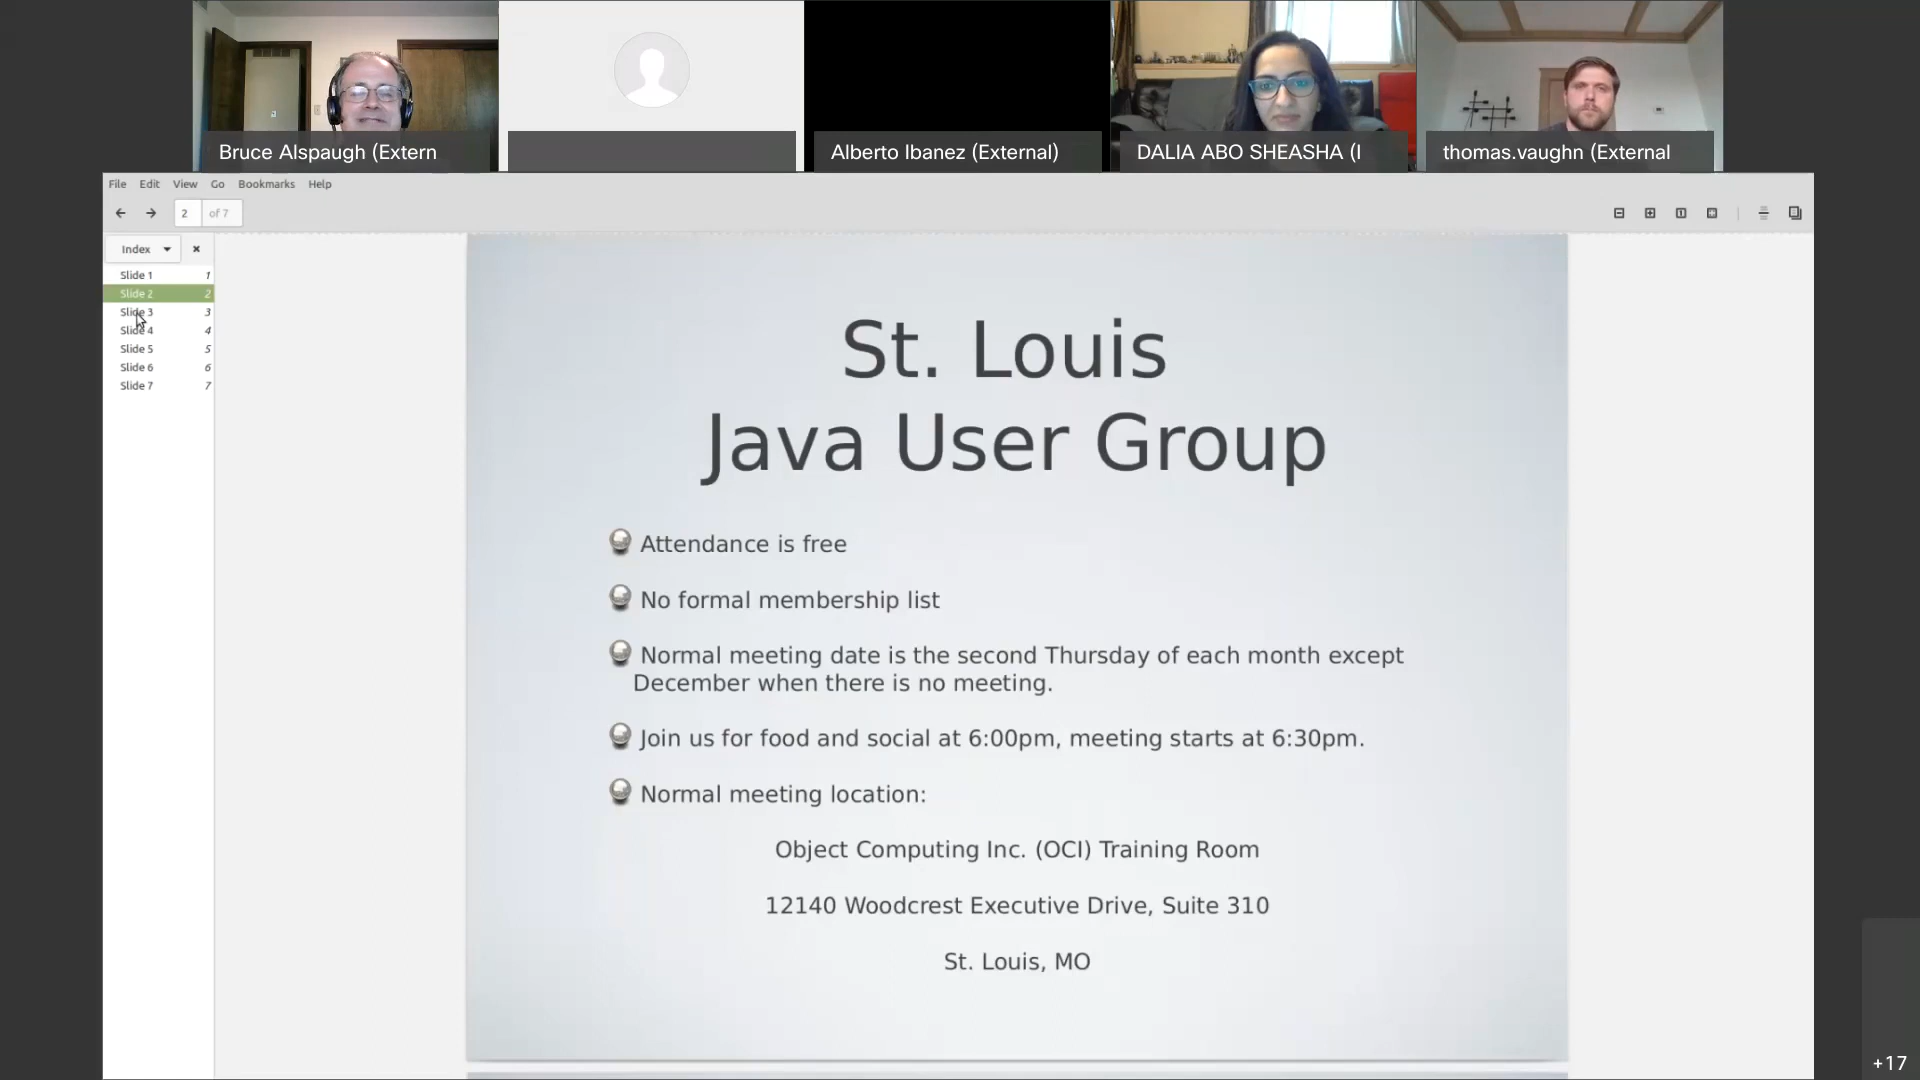 Bruce Alspaugh (Extern
Alberto Ibanez (External)
DALIA ABO SHEASHA (I
thomas.vaughn (External
File Edit View Go Bookmarks Help
2 of 7
Index
Slide 1 1
Slide 2 2
Slide 3 3
Slide 4 4
Slide 5 5
Slide 6 6
Slide 7 7
St. Louis
Java User Group
Attendance is free
No formal membership list
Normal meeting date is the second Thursday of each month except
December when there is no meeting.
Join us for food and social at 6:00pm, meeting starts at 6:30pm.
Normal meeting location:
Object Computing Inc. (OCI) Training Room
12140 Woodcrest Executive Drive, Suite 310
St. Louis, MO
+17